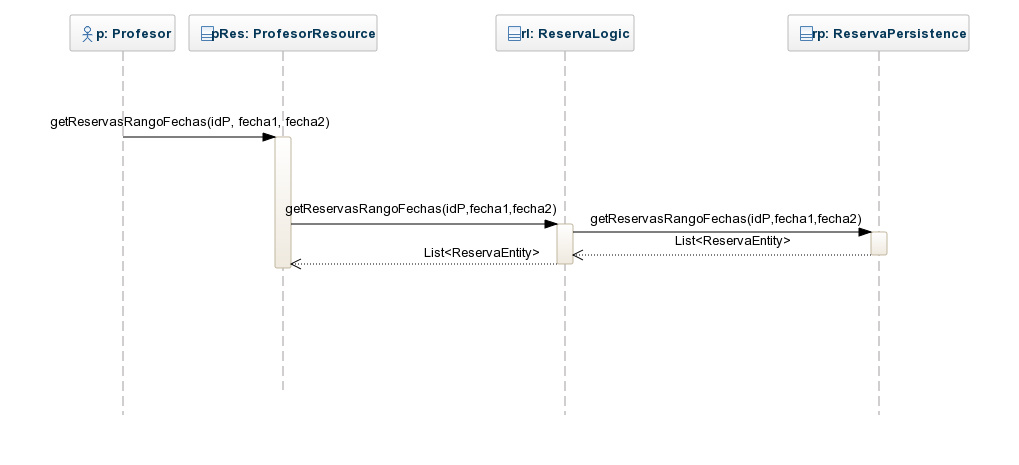 p: Profesor
pRes: ProfesorResource
rl: ReservaLogic
rp: ReservaPersistence
getReservasRangoFechas(idP, fecha1, fecha2)
getReservasRangoFechas(idP,fecha1,fecha2)
getReservasRangoFechas(idP,fecha1,fecha2)
List<ReservaEntity>
List<ReservaEntity>